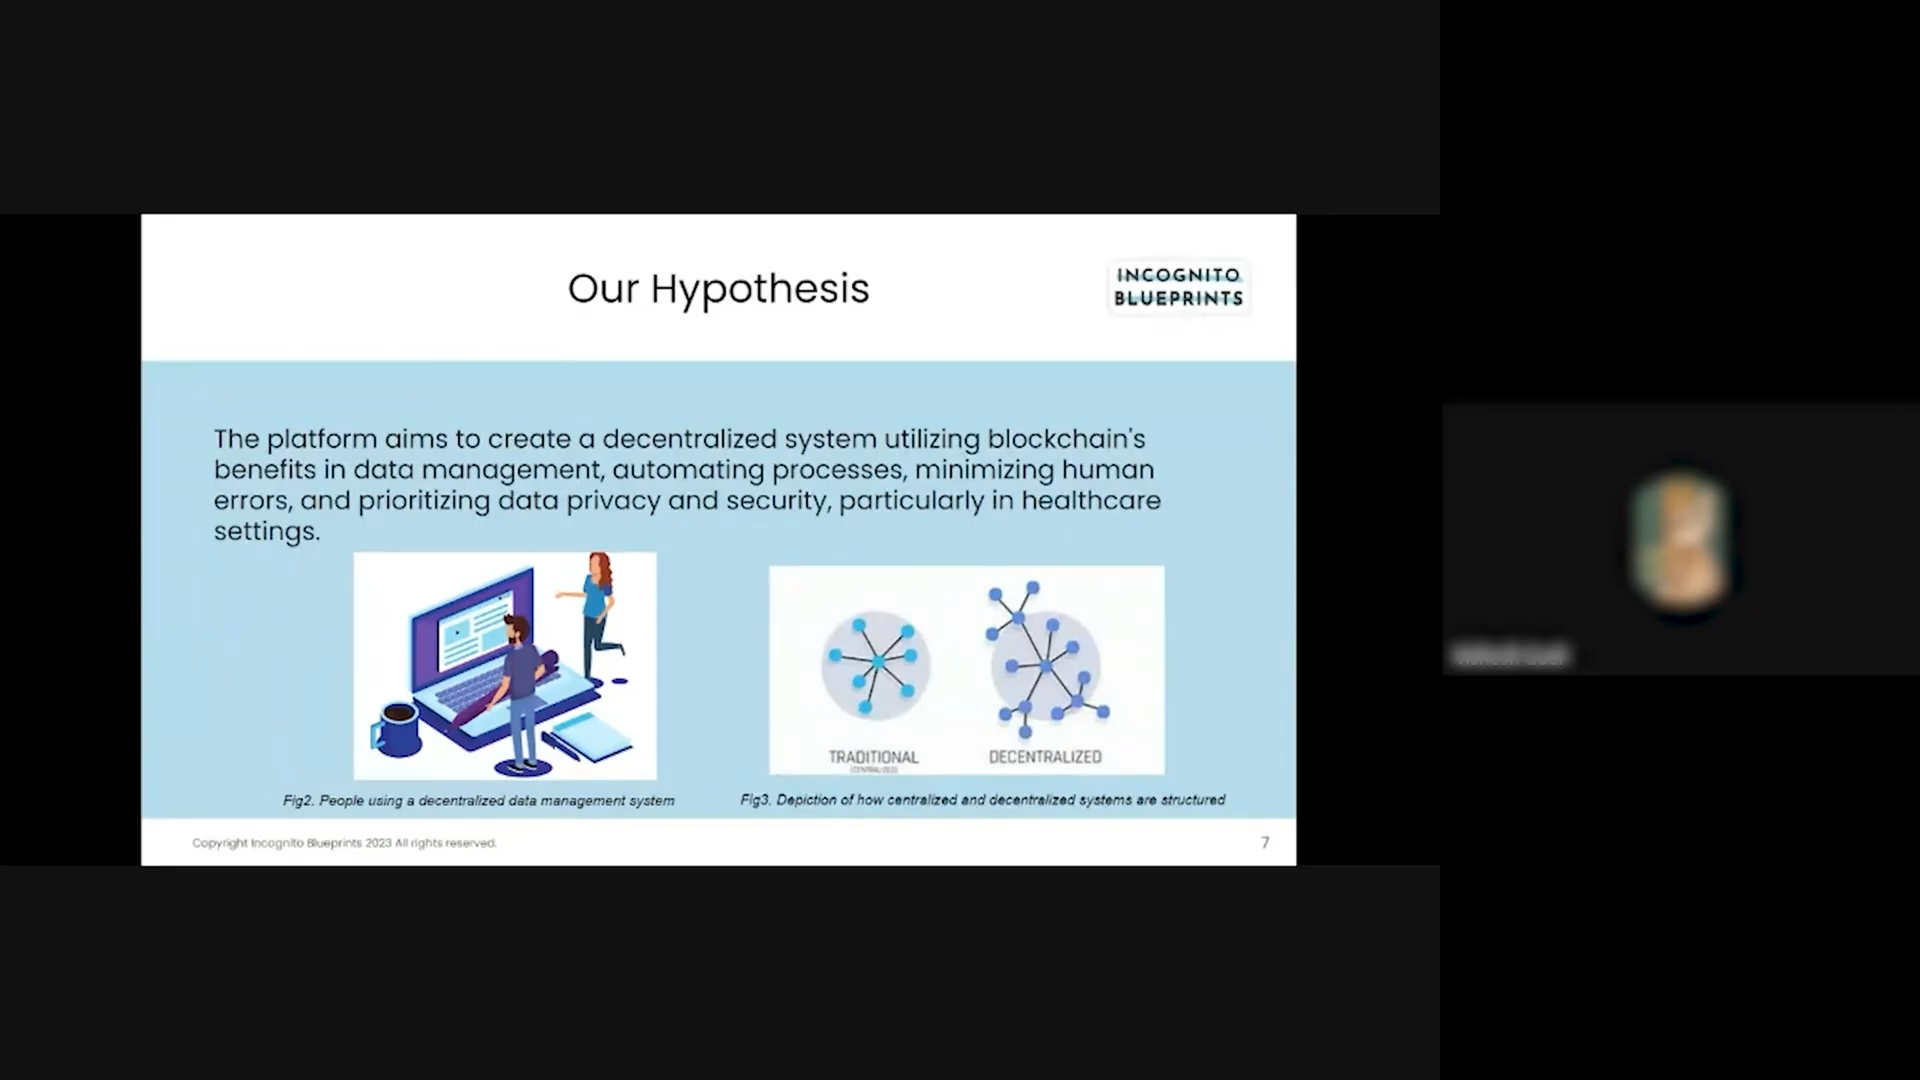 Our Hypothesis
INCOGNITO
BLUEPRINTS
The platform aims to create a decentralized system utilizing blockchain's
benefits in data management, automating processes, minimizing human
errors, and prioritizing data privacy and security, particularly in healthcare
settings.
TRADITIONAL
(CENTRALIZED)
DECENTRALIZED
Fig2. People using a decentralized data management system
Fig3. Depiction of how centralized and decentralized systems are structured
Copyright Incognito Blueprints 2023 All rights reserved.
7